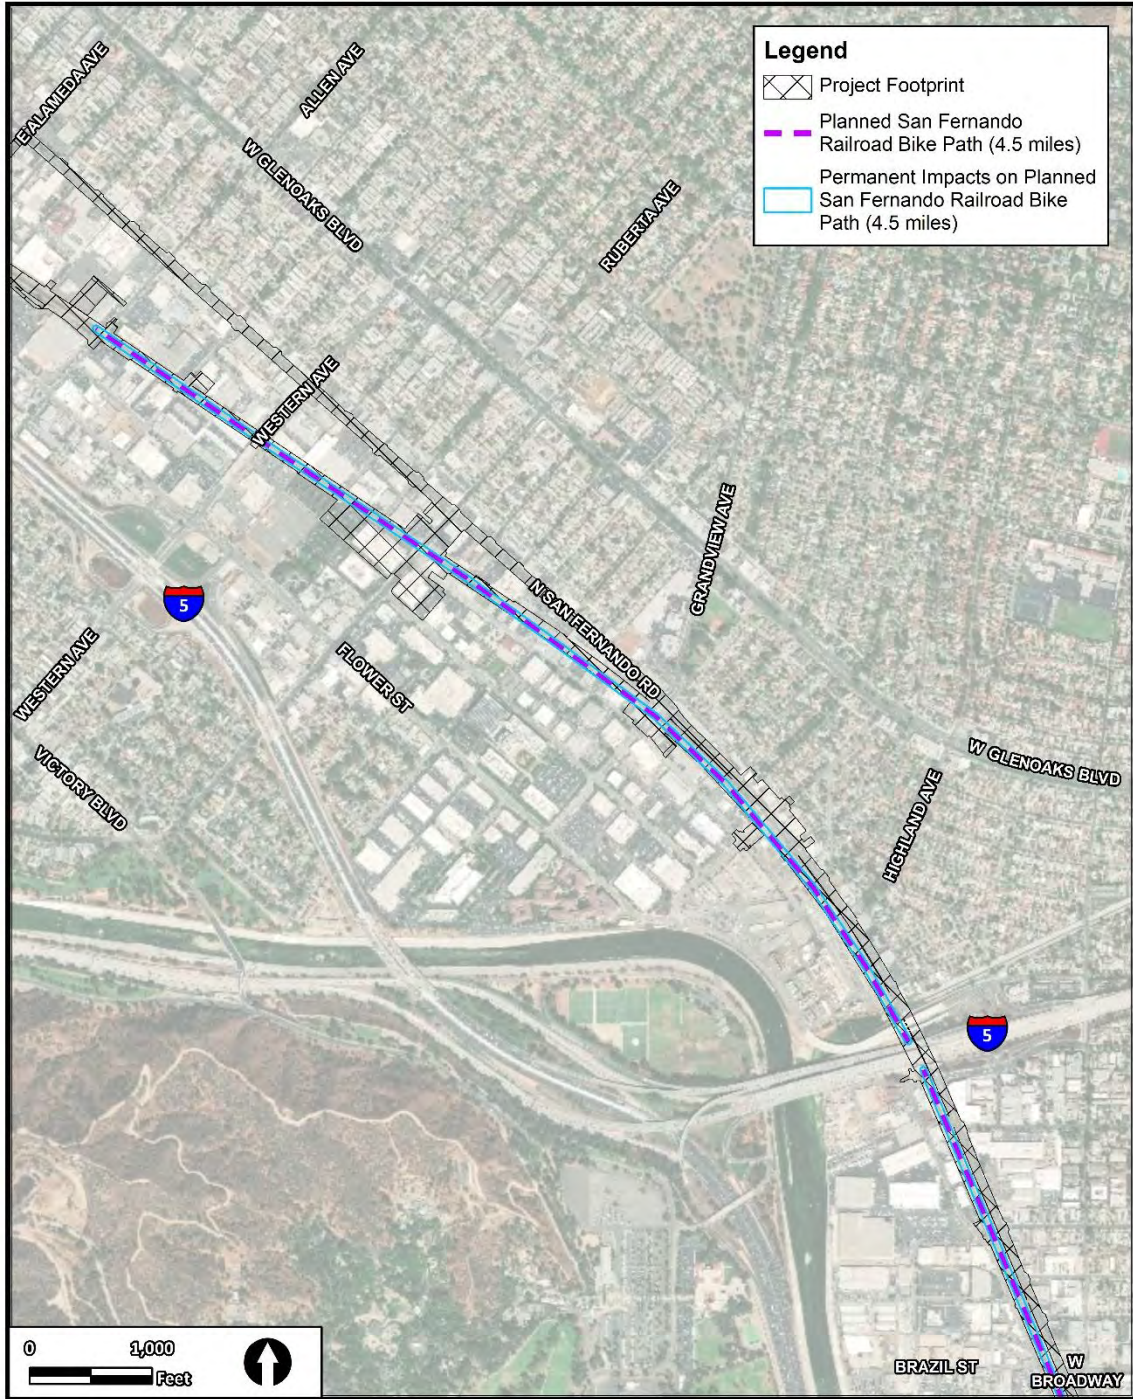 Legend
Project Footprint
Planned San Fernando
Railroad Bike Path (4.5 miles)
Permanent Impacts on Planned
San Fernando Railroad Bike
Path (4.5 miles)
E ALAMEDA AVE
ALLEN AVE
W GLENOAKS BLVD
RUBERTA AVE
WESTERN AVE
GRANDVIEW AVE
N SAN FERNANDO RD
5
WESTERN AVE
FLOWER ST
VICTORY BLVD
W GLENOAKS BLVD
HIGHLAND AVE
5
0 1,000
Feet
BRAZIL ST
W
BROADWAY